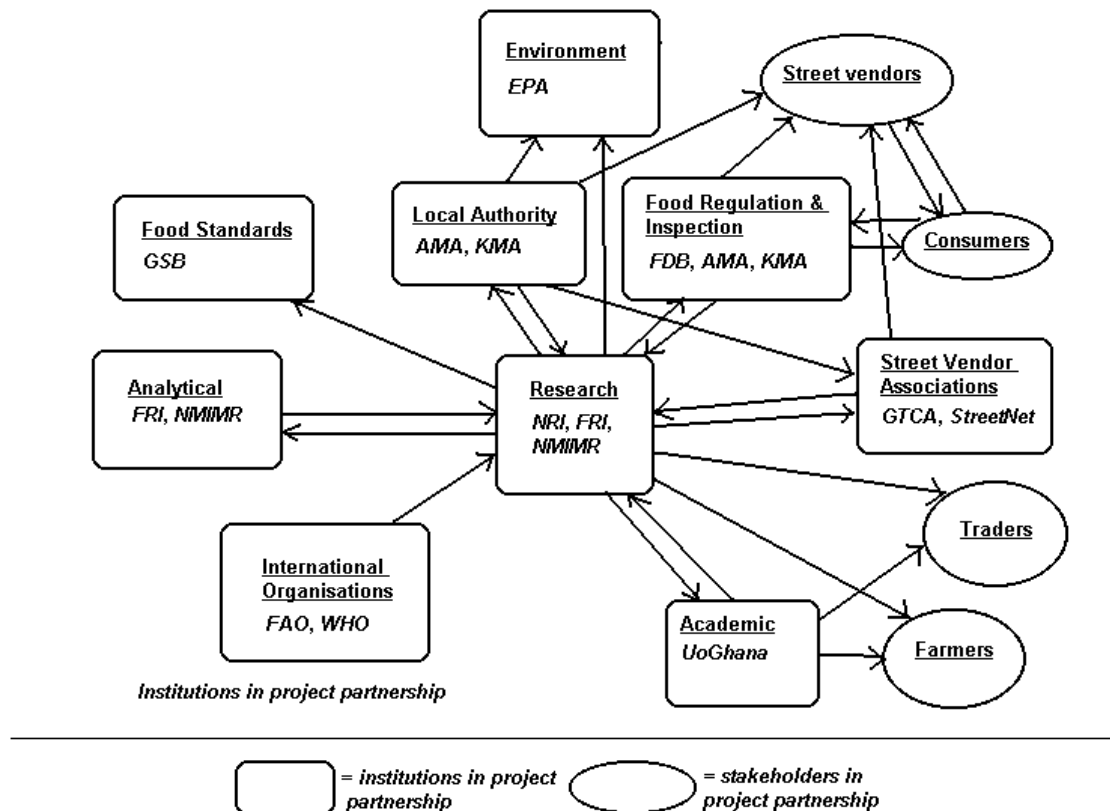 Environment
EPA
Street vendors
Local Authority
AMA, KMA
Food Regulation &
Inspection
FDB, AMA, KMA
Food Standards
GSB
Consumers
Analytical
FRI, NMIMR
Research
NRI, FRI,
NMIMR
Street Vendor
Associations
GTCA, StreetNet
Traders
International
Organisations
FAO, WHO
Academic
UoGhana
Farmers
Institutions in project partnership
= institutions in project
partnership
= stakeholders in
project partnership